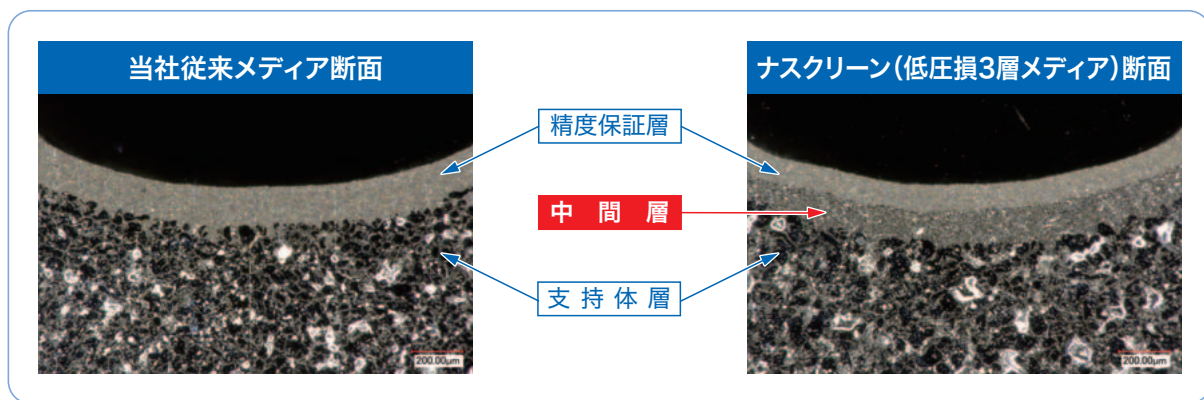 当社従来メディア断面
ナスクリーン(低圧損3層メディア)断面
精度保証層
中間層
支持体層
200.00μm
200.00μm